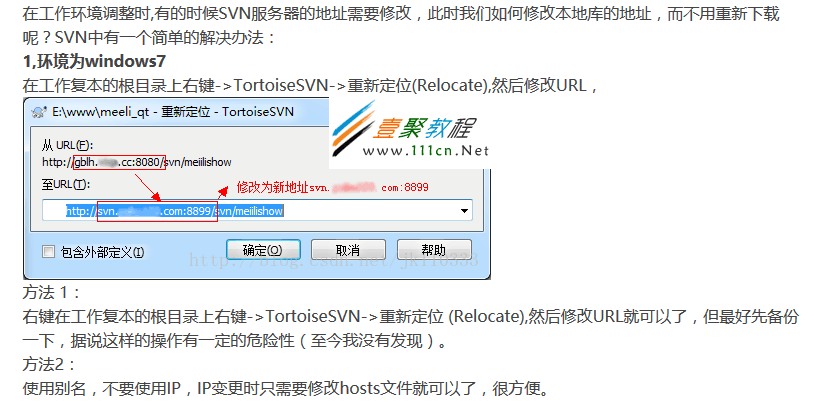 在工作环境调整时,有的时候SVN服务器的地址需要修改，此时我们如何修改本地库的地址，而不用重新下载
呢？SVN中有一个简单的解决办法：
1,环境为windows7
在工作复本的根目录上右键->TortoiseSVN->重新定位(Relocate),然后修改URL，
E:\www\meeli_qt - 重新定位 - TortoiseSVN
壹聚教程
www.111cn.Net
从 URL(F):
http://gblh. .cc:8080/svn/meiilishow
至URL(T):
修改为新地址svn. .com:8899
http://svn. .com:8899/svn/meiilishow
包含外部定义(I)
确定(O)
取消
帮助
方法 1：
右键在工作复本的根目录上右键->TortoiseSVN->重新定位 (Relocate),然后修改URL就可以了，但最好先备份
一下，据说这样的操作有一定的危险性（至今我没有发现）。
方法2：
使用别名，不要使用IP，IP变更时只需要修改hosts文件就可以了，很方便。